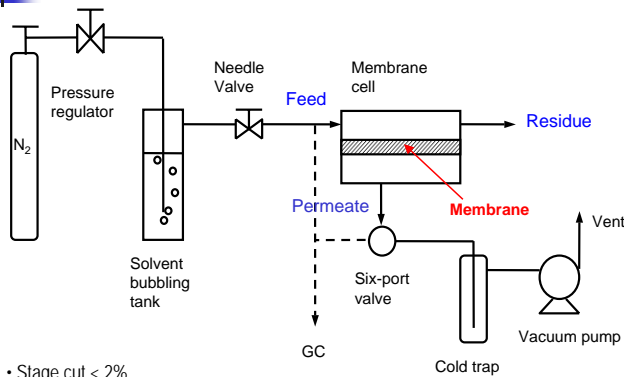 Pressure
regulator
N2
Needle
Valve
Membrane
cell
Feed
Residue
Permeate
Membrane
Vent
Solvent
bubbling
tank
Six-port
valve
GC
Cold trap
Vacuum pump
• Stage cut < 2%